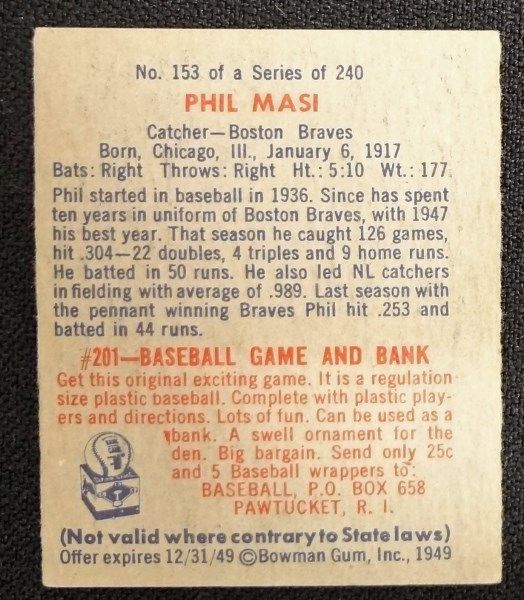 No. 153 of a Series of 240
PHIL MASI
Catcher—Boston Braves
Born, Chicago, Ill., January 6, 1917
Bats: Right Throws: Right Ht.: 5:10 Wt.: 177
Phil started in baseball in 1936. Since has spent
ten years in uniform of Boston Braves, with 1947
his best year. That season he caught 126 games,
hit .304—22 doubles, 4 triples and 9 home runs.
He batted in 50 runs. He also led NL catchers
in fielding with average of .989. Last season with
the pennant winning Braves Phil hit .253 and
batted in 44 runs.
#201—BASEBALL GAME AND BANK
Get this original exciting game. It is a regulation
size plastic baseball. Complete with plastic play-
ers and directions. Lots of fun. Can be used as a
bank. A swell ornament for the
den. Big bargain. Send only 25c
and 5 Baseball wrappers to:
BASEBALL, P.O. BOX 658
PAWTUCKET, R. I.
(Not valid where contrary to State laws)
Offer expires 12/31/49 ©Bowman Gum, Inc., 1949